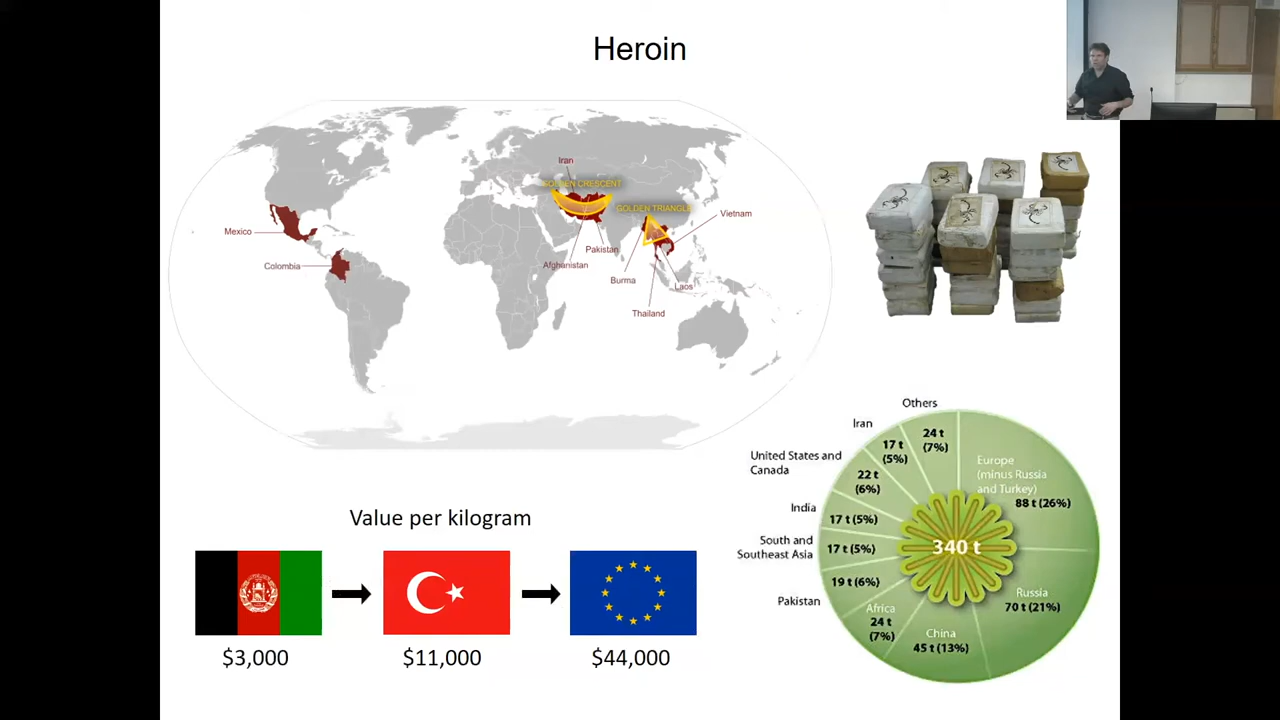 Heroin
Iran
GOLDEN CRESCENT
GOLDEN TRIANGLE
Vietnam
Mexico
Colombia
Pakistan
Afghanistan
Burma
Laos
Thailand
Value per kilogram
$3,000
$11,000
$44,000
Others
24 t
(7%)
Iran
17 t
(5%)
United States and
Canada
22 t
(6%)
India
17 t (5%)
South and
Southeast Asia
17 t (5%)
Pakistan
19 t (6%)
Africa
24 t
(7%)
China
45 t (13%)
Russia
70 t (21%)
Europe
(minus Russia
and Turkey)
88 t (26%)
340 t